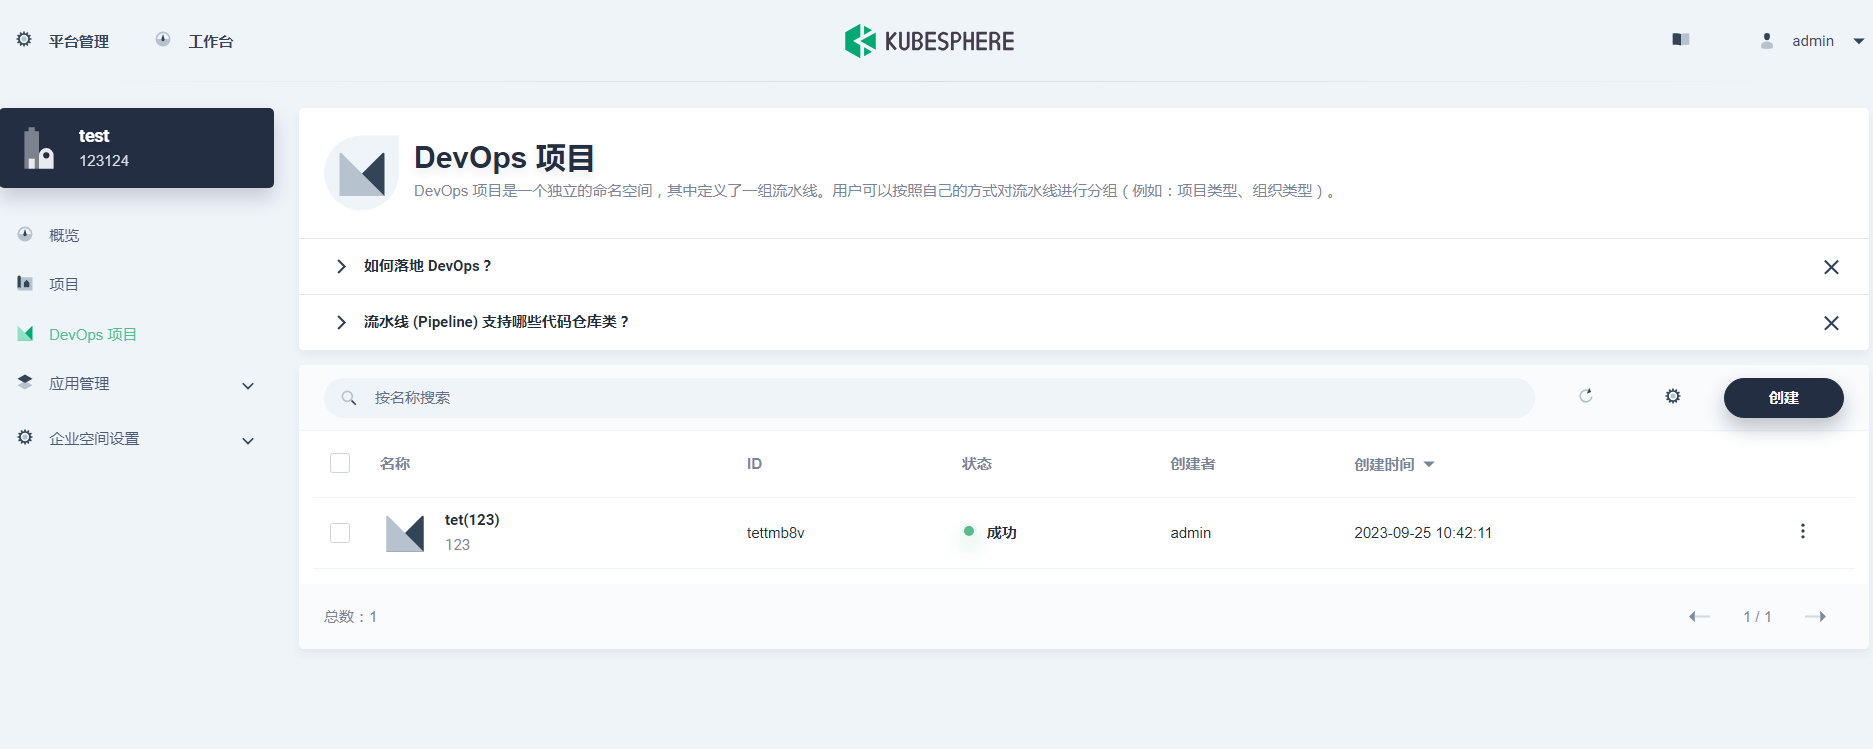 平台管理 工作台 KUBESPHERE admin
test
123124
概览
项目
DevOps 项目
应用管理
企业空间设置
DevOps 项目
DevOps 项目是一个独立的命名空间，其中定义了一组流水线。用户可以按照自己的方式对流水线进行分组（例如：项目类型、组织类型）。
如何落地 DevOps？
流水线 (Pipeline) 支持哪些代码仓库类？
按名称搜索 创建
名称 ID 状态 创建者 创建时间
tet(123) tettmb8v 成功 admin 2023-09-25 10:42:11
123
总数：1 1 / 1